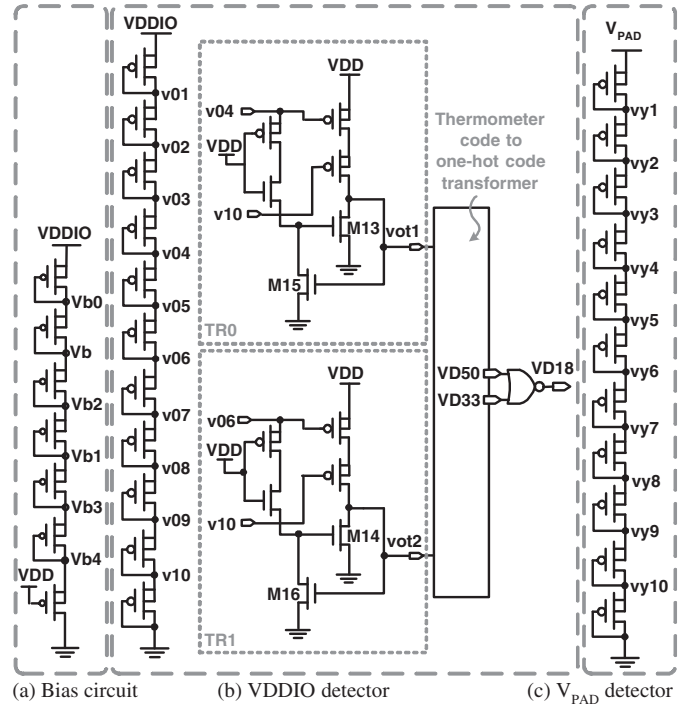 VDDIO
Vb0
Vb
Vb2
Vb1
Vb3
Vb4
VDD
VDDIO
v01
v02
v03
v04
v05
v06
v07
v08
v09
v10
VDD
v04
VDD
v10
M13
vot1
M15
TR0
VDD
v06
VDD
v10
M14
vot2
M16
TR1
Thermometer
code to
one-hot code
transformer
VD50
VD33
VD18
VPAD
vy1
vy2
vy3
vy4
vy5
vy6
vy7
vy8
vy9
vy10
(a) Bias circuit
(b) VDDIO detector
(c) VPAD detector